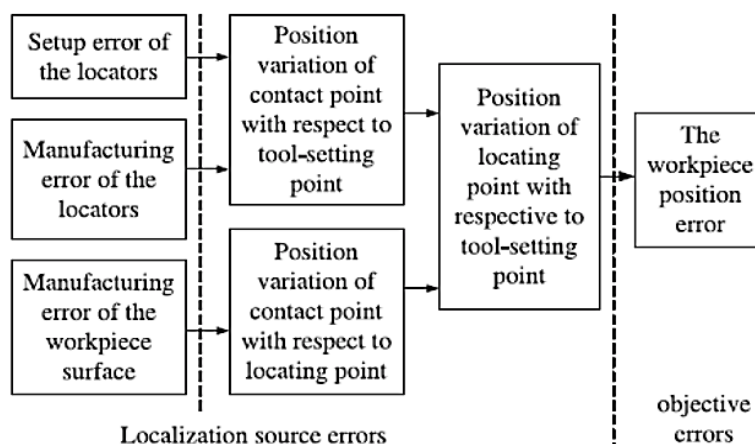 Setup error of
the locators
Manufacturing
error of the
locators
Manufacturing
error of the
workpiece
surface
Position
variation of
contact point
with respect to
tool-setting
point
Position
variation of
contact point
with respect to
locating point
Position
variation of
locating
point with
respective to
tool-setting
point
The
workpiece
position
error
Localization source errors
objective
errors